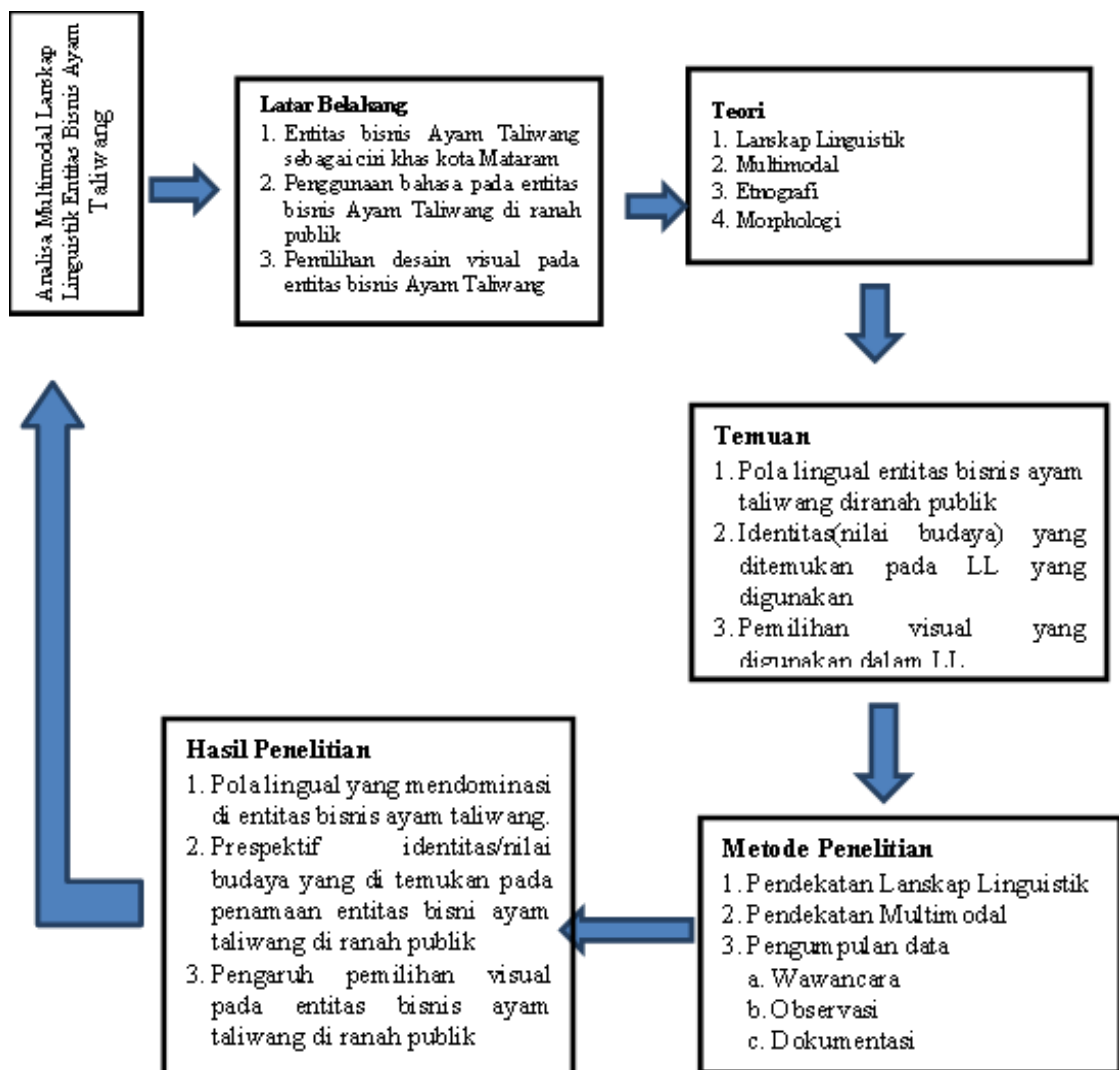 Analisa Multimodal Lanskap
Linguistik Entitas Bisnis Ayam
Taliwang
Latar Belakang
1. Entitas bisnis Ayam Taliwang
sebagai ciri khas kota Mataram
2. Penggunaan bahasa pada entitas
bisnis Ayam Taliwang di ranah
publik
3. Pemilihan desain visual pada
entitas bisnis Ayam Taliwang
Teori
1. Lanskap Linguistik
2. Multimodal
3. Etnografi
4. Morphologi
Temuan
1. Pola lingual entitas bisnis ayam
taliwang diranah publik
2. Identitas(nilai budaya) yang
ditemukan pada LL yang
digunakan
3. Pemilihan visual yang
digunakan dalam LL
Metode Penelitian
1. Pendekatan Lanskap Linguistik
2. Pendekatan Multimodal
3. Pengumpulan data
a. Wawancara
b. Observasi
c. Dokumentasi
Hasil Penelitian
1. Pola lingual yang mendominasi
di entitas bisnis ayam taliwang.
2. Prespektif identitas/nilai
budaya yang di temukan pada
penamaan entitas bisni ayam
taliwang di ranah publik
3. Pengaruh pemilihan visual
pada entitas bisnis ayam
taliwang di ranah publik